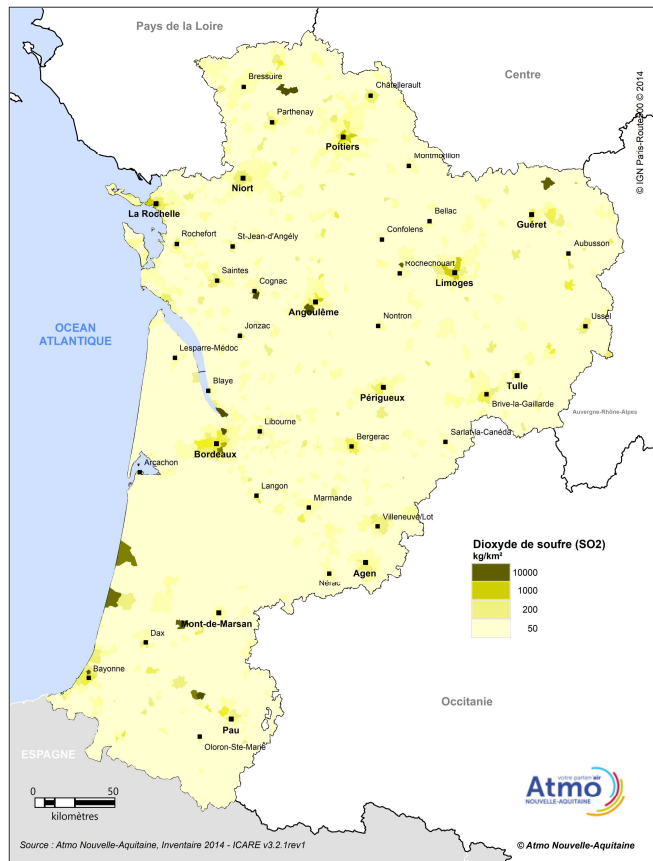 Pays de la Loire
Centre
© IGN Paris-Route500 © 2014
Bressuire
Châtellerault
Parthenay
Poitiers
Montmorillon
Niort
La Rochelle
Guéret
Bellac
Rochefort
St-Jean-d'Angély
Confolens
Aubusson
Rochechouart
Limoges
Saintes
Cognac
Angoulême
OCEAN
ATLANTIQUE
Jonzac
Nontron
Ussel
Lesparre-Médoc
Blaye
Périgueux
Tulle
Brive-la-Gaillarde
Auvergne-Rhône-Alpes
Libourne
Bordeaux
Bergerac
Sarlat-la-Canéda
Arcachon
Langon
Marmande
Villeneuve/Lot
Dioxyde de soufre (SO2)
kg/km²
10000
1000
200
50
Agen
Nérac
Mont-de-Marsan
Dax
Bayonne
Occitanie
Pau
Oloron-Ste-Marie
ESPAGNE
votre parten'air
Atmo
NOUVELLE-AQUITAINE
0 50
kilomètres
Source : Atmo Nouvelle-Aquitaine, Inventaire 2014 - ICARE v3.2.1rev1
© Atmo Nouvelle-Aquitaine